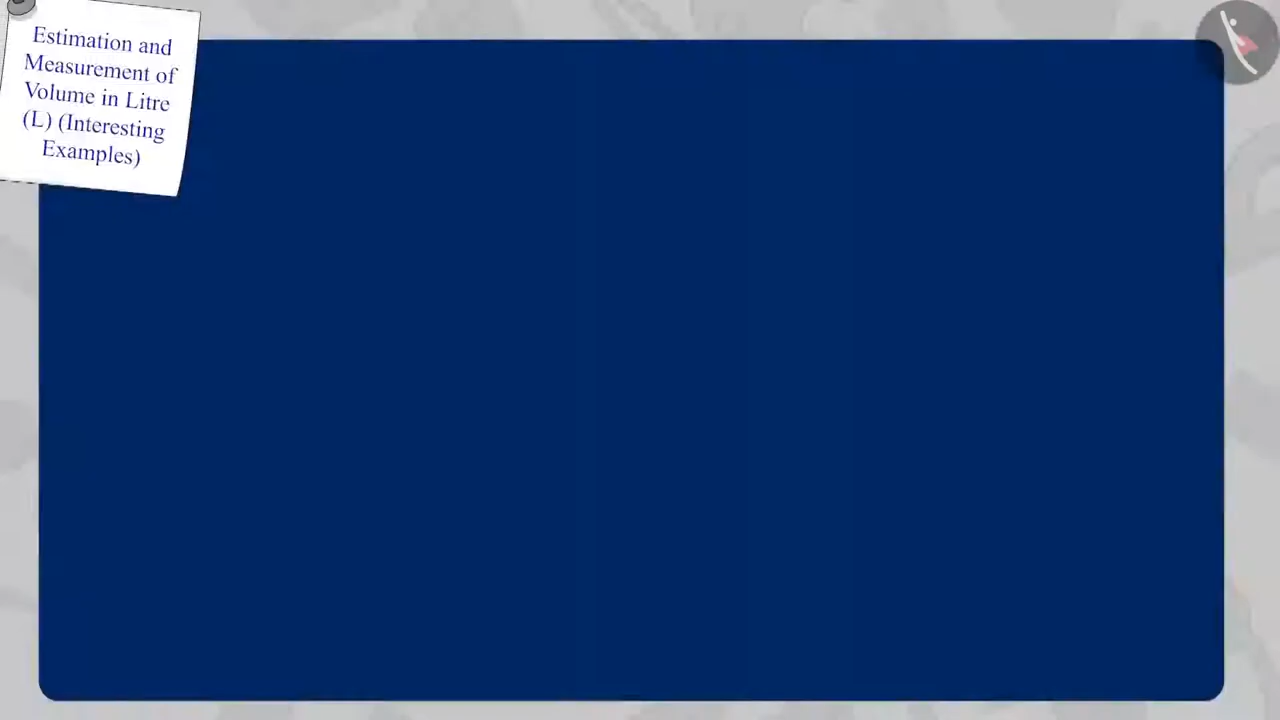 Estimation and
Measurement of
Volume in Litre
(L) (Interesting
Examples)